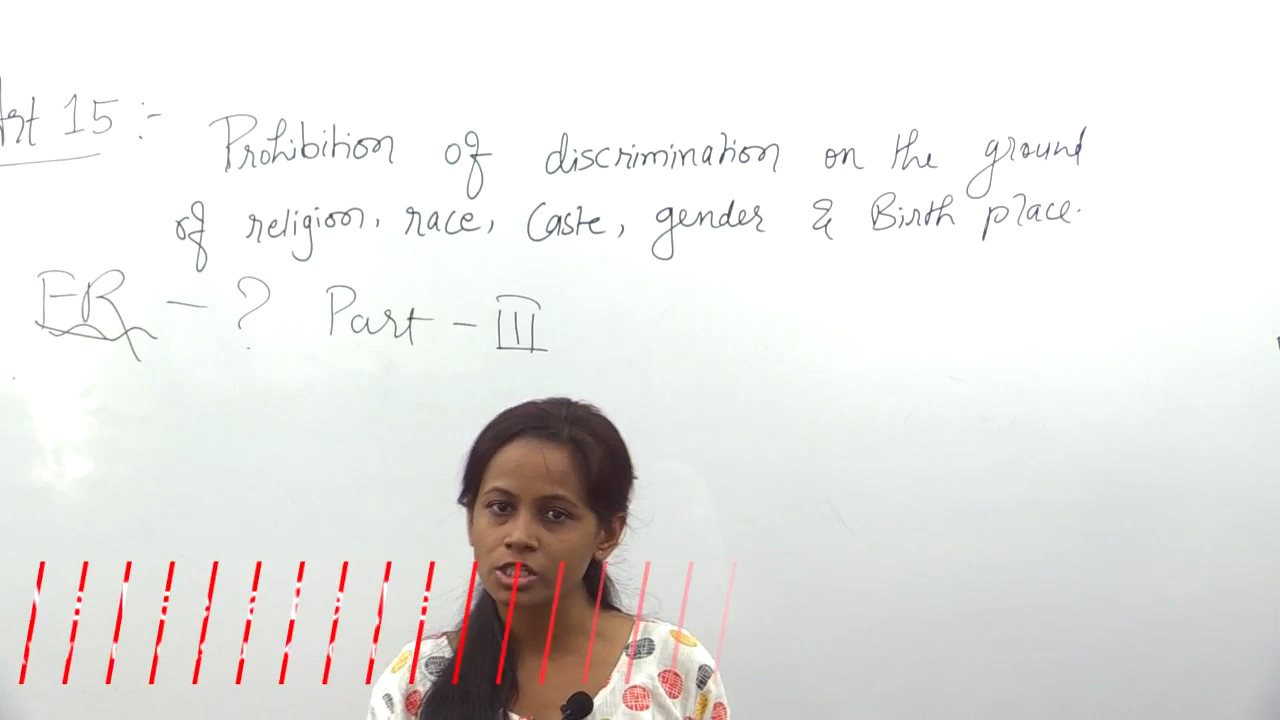 Art 15 :-
Prohibition of discrimination on the ground
of religion, race, Caste, gender & Birth place.
FR - ? Part - III